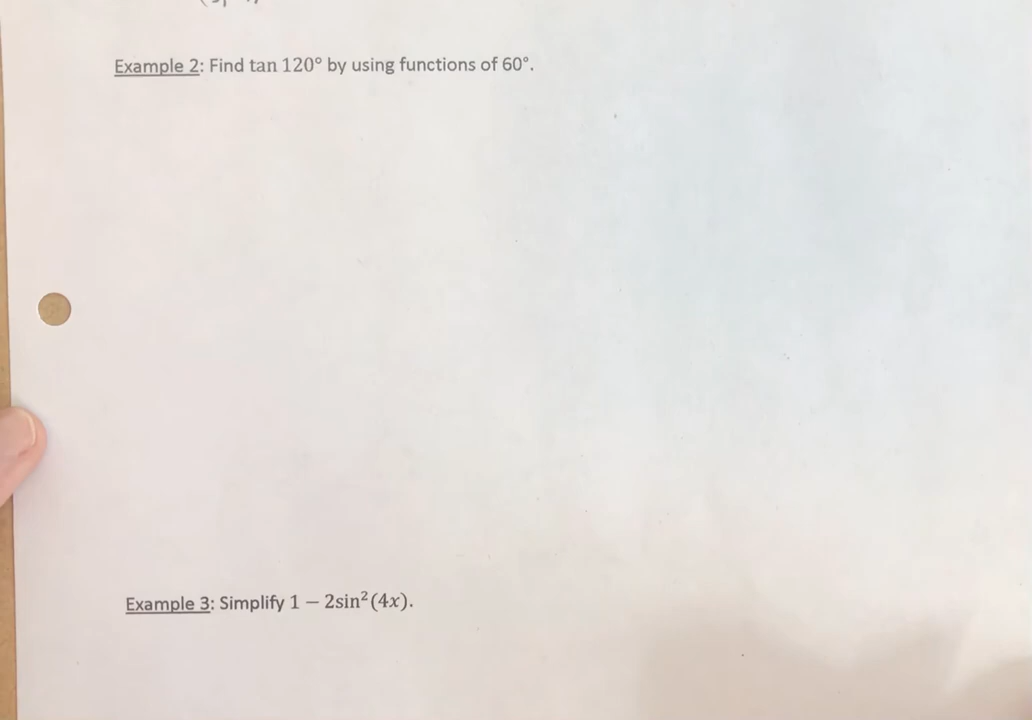 Example 2: Find tan 120° by using functions of 60°.
Example 3: Simplify 1 − 2sin²(4x).